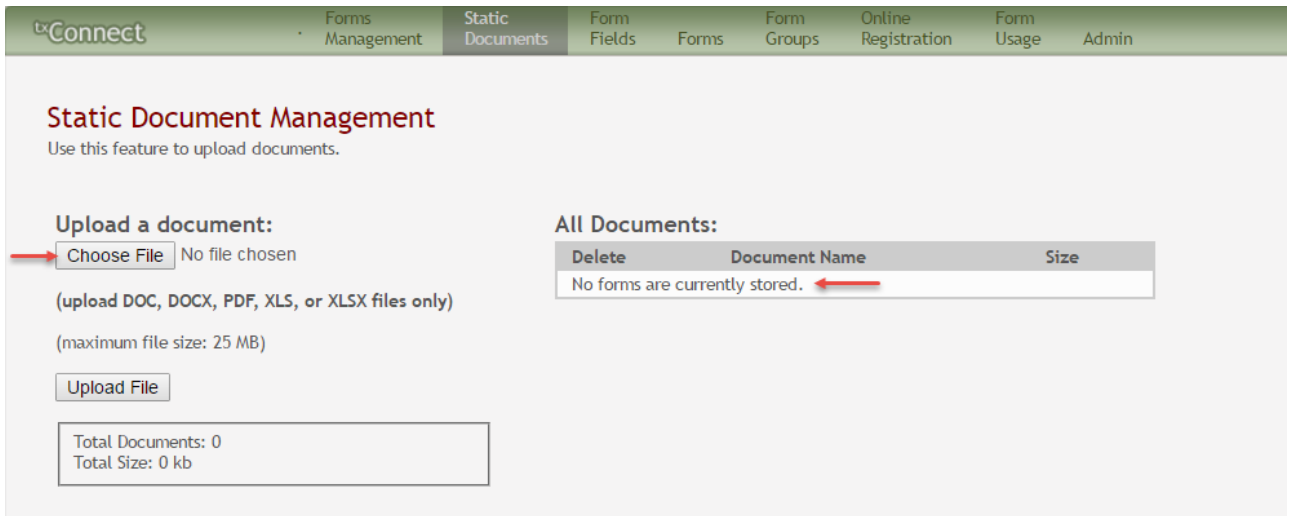 txConnect
Forms Management
Static Documents
Form Fields
Forms
Form Groups
Online Registration
Form Usage
Admin
Static Document Management
Use this feature to upload documents.
Upload a document:
Choose File No file chosen
(upload DOC, DOCX, PDF, XLS, or XLSX files only)
(maximum file size: 25 MB)
Upload File
Total Documents: 0
Total Size: 0 kb
All Documents:
Delete Document Name Size
No forms are currently stored.